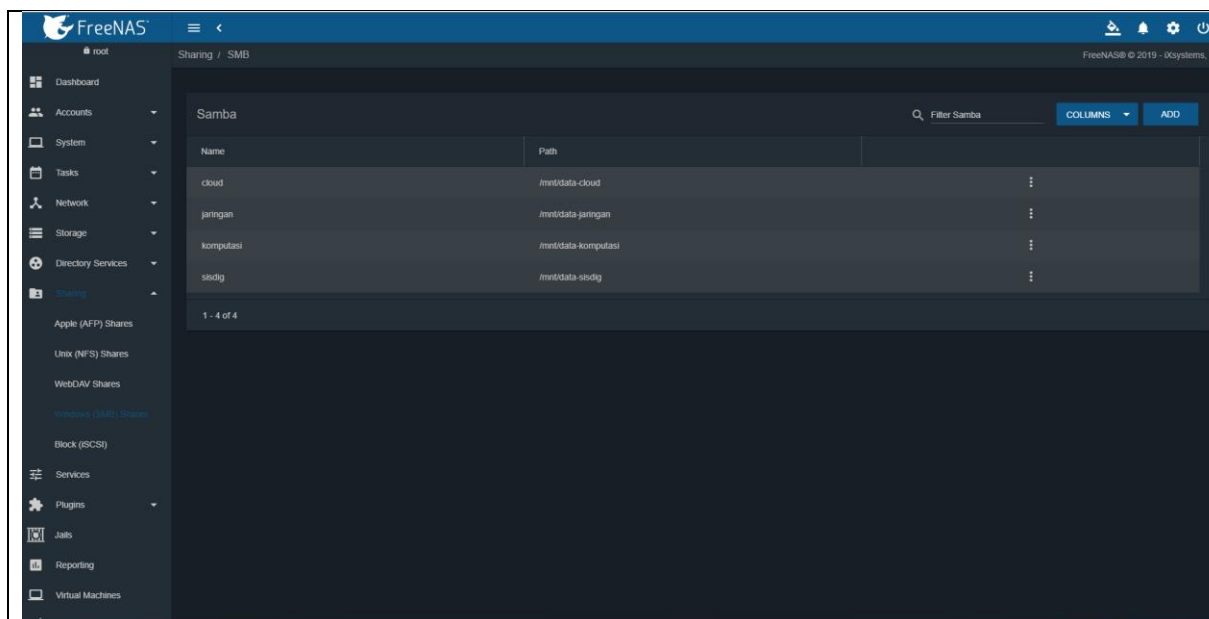 FreeNAS®
root
Sharing / SMB
FreeNAS® © 2019 - iXsystems,
Dashboard
Accounts
System
Tasks
Network
Storage
Directory Services
Sharing
Apple (AFP) Shares
Unix (NFS) Shares
WebDAV Shares
Windows (SMB) Shares
Block (iSCSI)
Services
Plugins
Jails
Reporting
Virtual Machines
Samba
Filter Samba
COLUMNS
ADD
Name Path
cloud /mnt/data-cloud
jaringan /mnt/data-jaringan
komputasi /mnt/data-komputasi
sisdig /mnt/data-sisdig
1 - 4 of 4